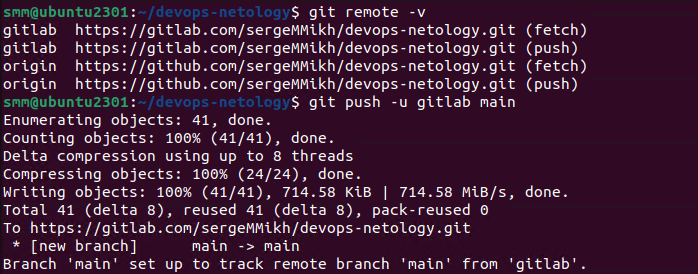 smm@ubuntu2301:~/devops-netology$ git remote -v
gitlab  https://gitlab.com/sergeMMikh/devops-netology.git (fetch)
gitlab  https://gitlab.com/sergeMMikh/devops-netology.git (push)
origin  https://github.com/sergeMMikh/devops-netology.git (fetch)
origin  https://github.com/sergeMMikh/devops-netology.git (push)
smm@ubuntu2301:~/devops-netology$ git push -u gitlab main
Enumerating objects: 41, done.
Counting objects: 100% (41/41), done.
Delta compression using up to 8 threads
Compressing objects: 100% (24/24), done.
Writing objects: 100% (41/41), 714.58 KiB | 714.58 MiB/s, done.
Total 41 (delta 8), reused 41 (delta 8), pack-reused 0
To https://gitlab.com/sergeMMikh/devops-netology.git
 * [new branch]      main -> main
Branch 'main' set up to track remote branch 'main' from 'gitlab'.